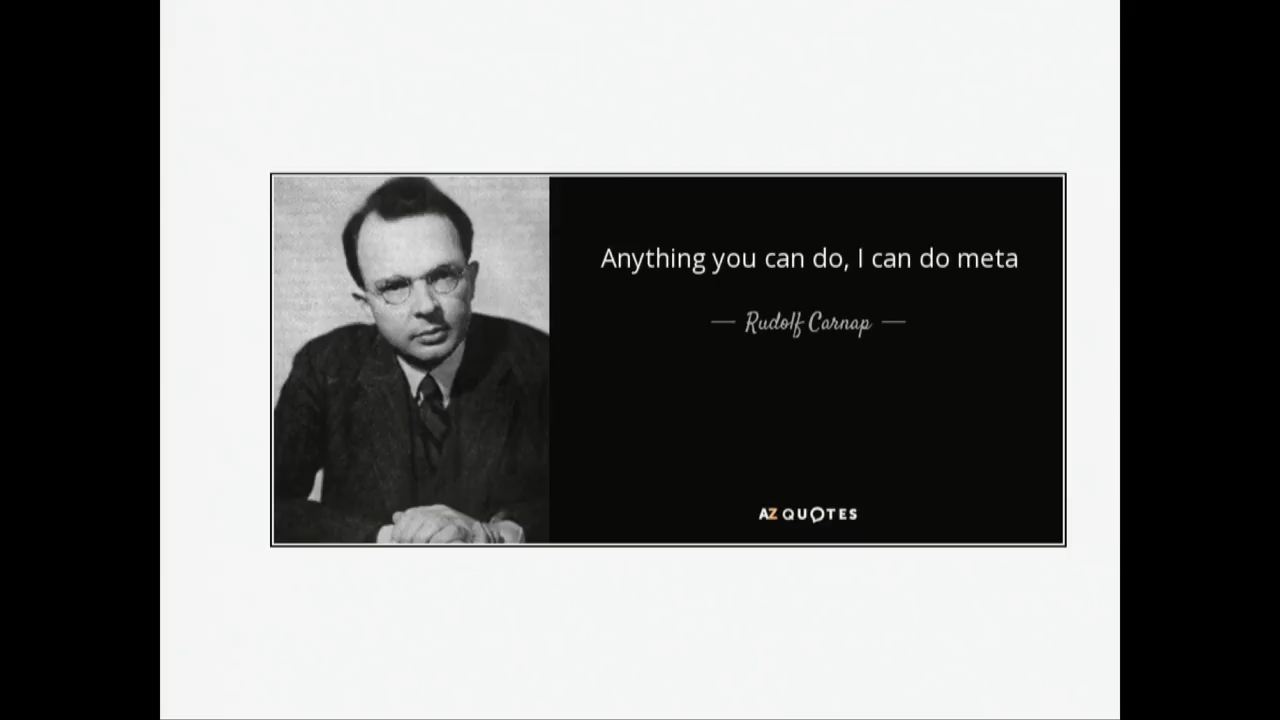 Anything you can do, I can do meta
— Rudolf Carnap —
AZ QUOTES